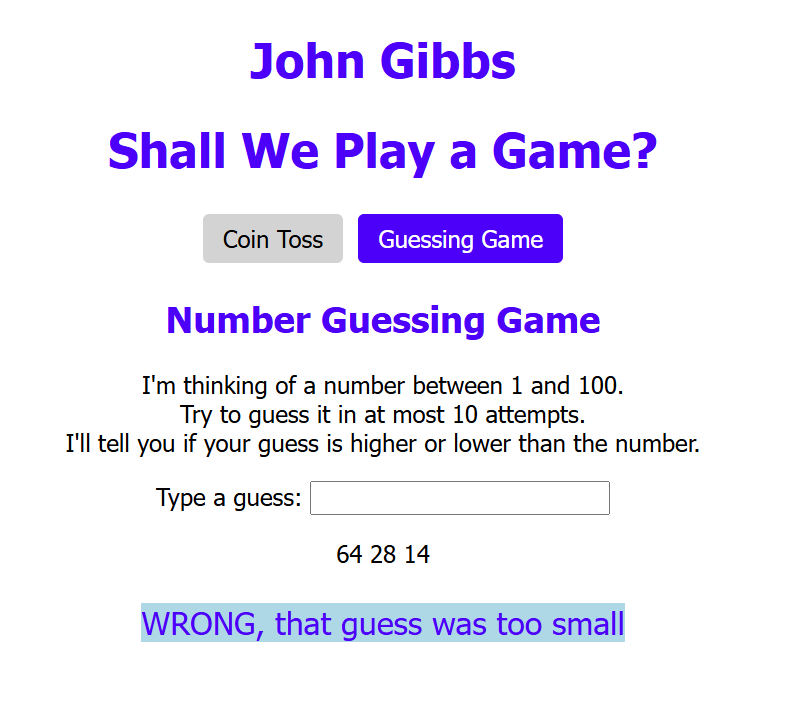 John Gibbs
Shall We Play a Game?
Coin Toss Guessing Game
Number Guessing Game
I'm thinking of a number between 1 and 100.
Try to guess it in at most 10 attempts.
I'll tell you if your guess is higher or lower than the number.
Type a guess:
64 28 14
WRONG, that guess was too small